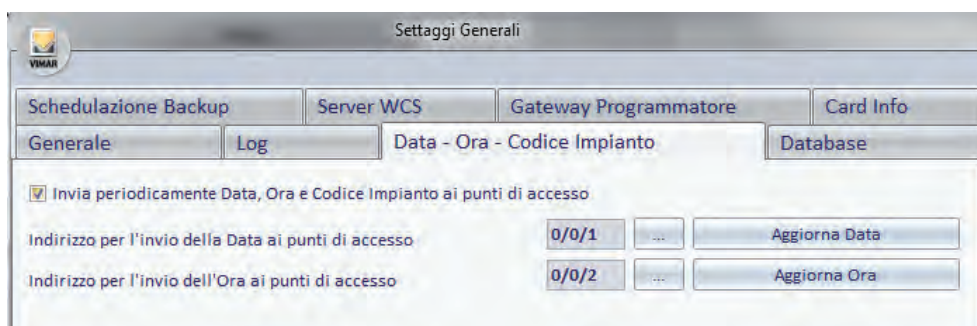 Settaggi Generali
VIMAR
Schedulazione Backup Server WCS Gateway Programmatore Card Info
Generale Log Data - Ora - Codice Impianto Database
Invia periodicamente Data, Ora e Codice Impianto ai punti di accesso
Indirizzo per l'invio della Data ai punti di accesso 0/0/1 ... Aggiorna Data
Indirizzo per l'invio dell'Ora ai punti di accesso 0/0/2 ... Aggiorna Ora